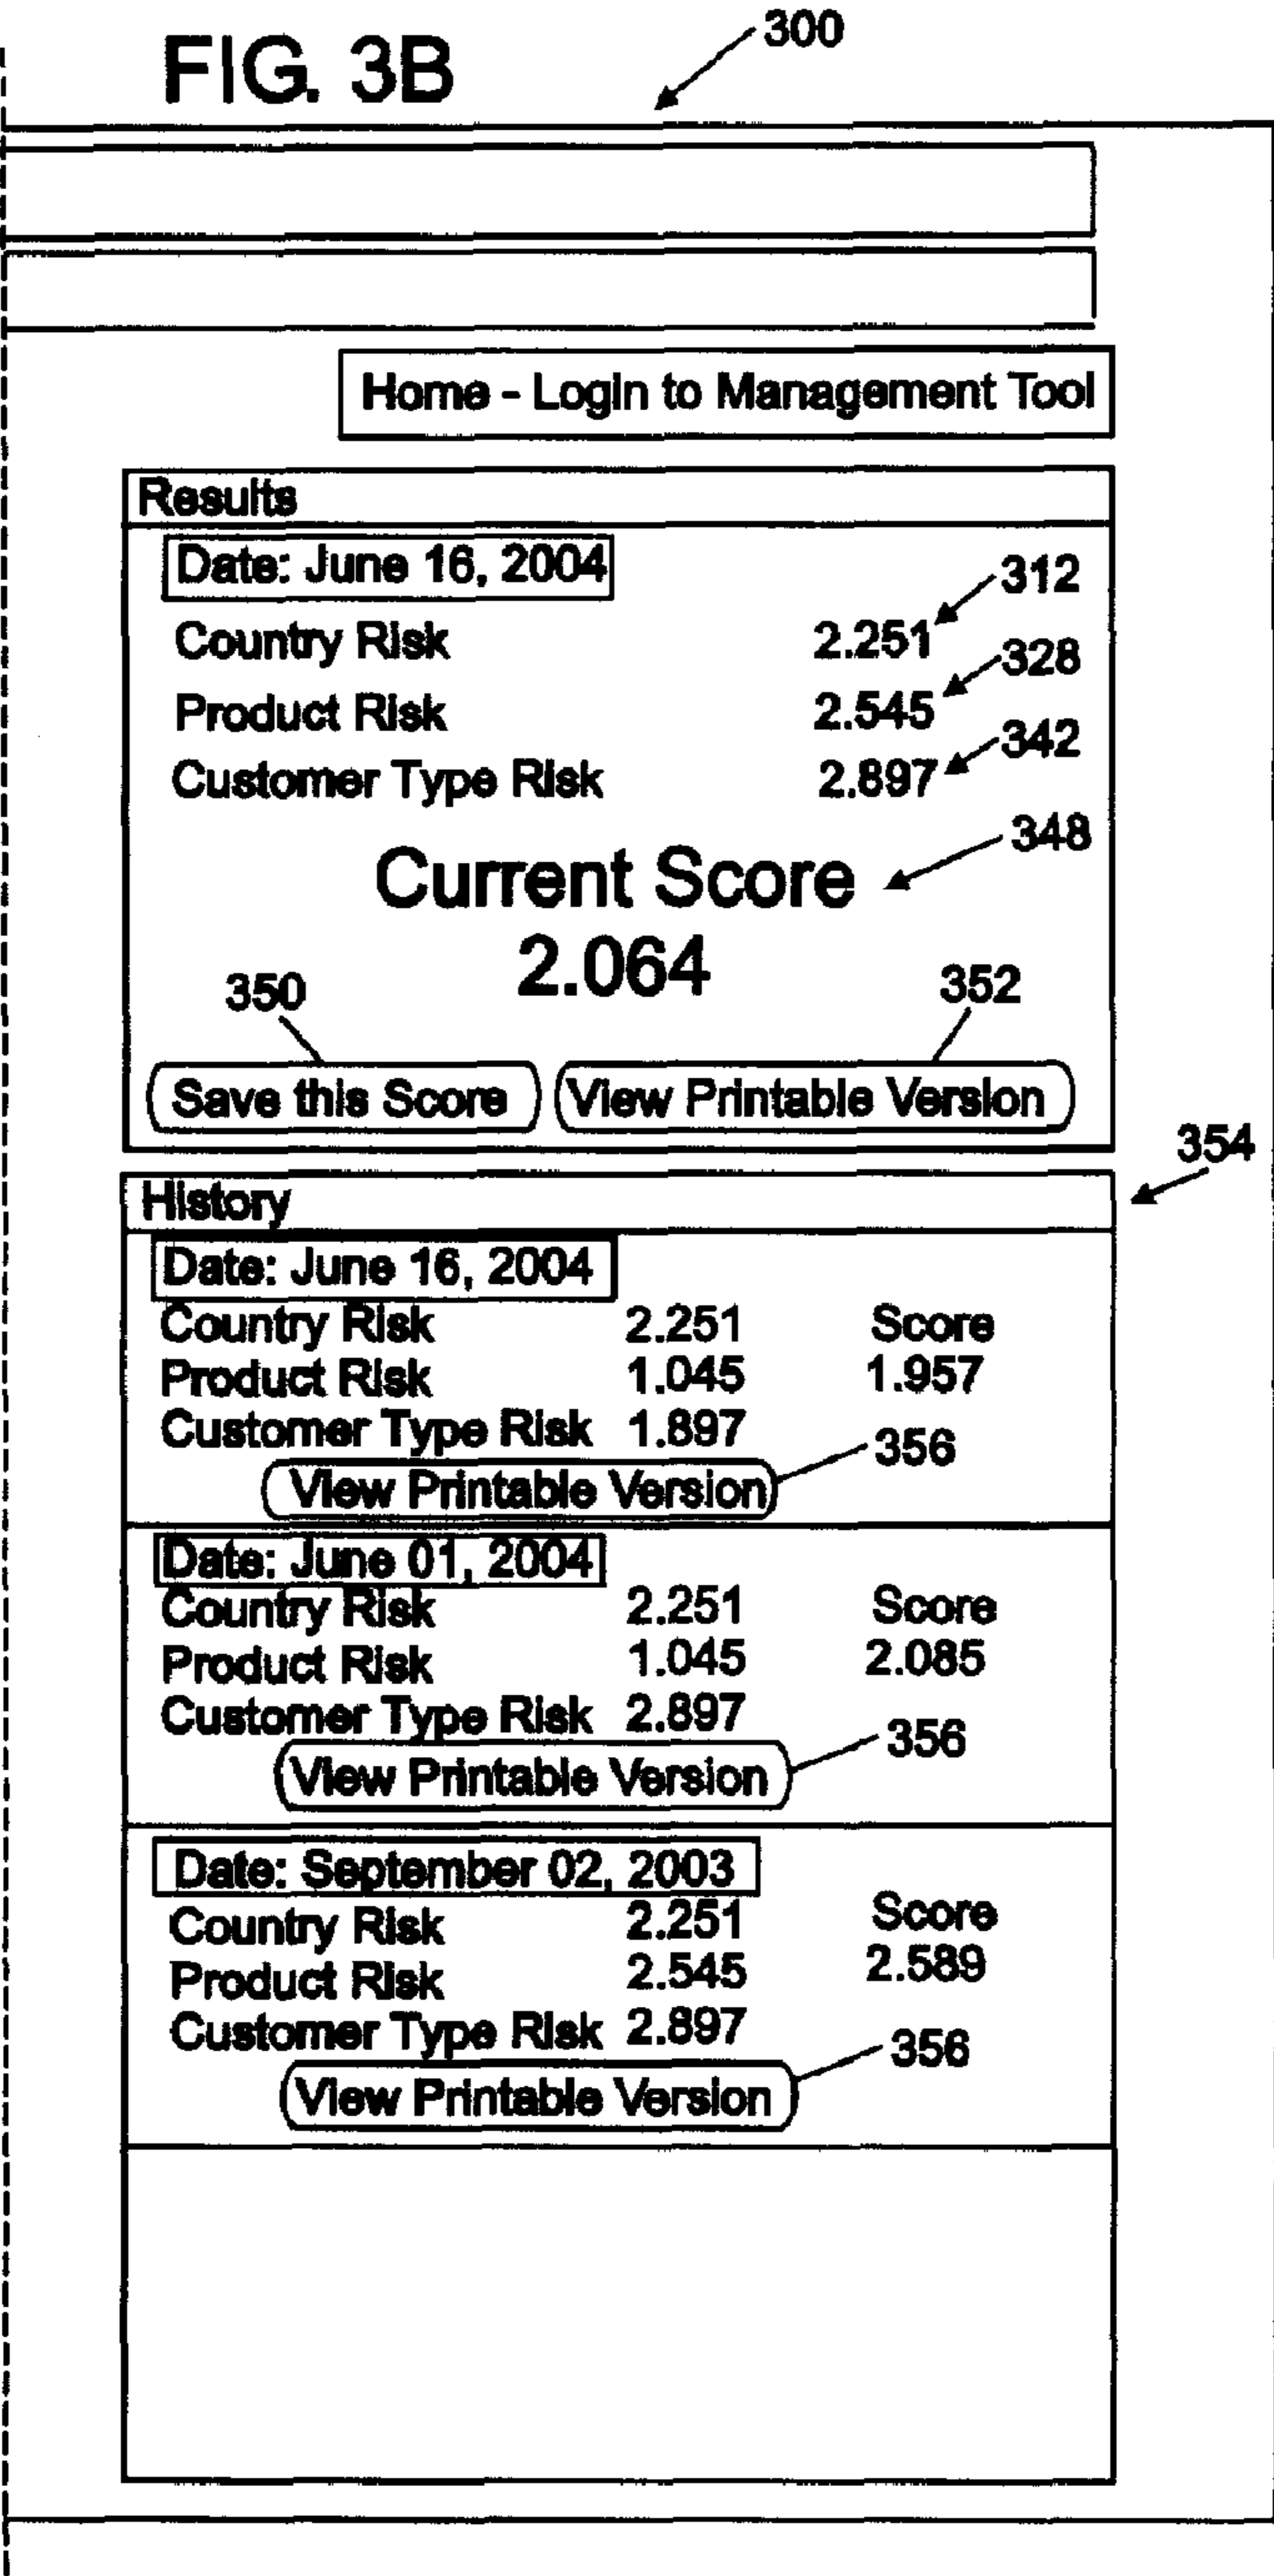 FIG. 3B
300
Home - Login to Management Tool
Results
Date: June 16, 2004
312
Country Risk 2.251
328
Product Risk 2.545
342
Customer Type Risk 2.897
348
Current Score
2.064
350 352
Save this Score View Printable Version
354
History
Date: June 16, 2004
Country Risk 2.251 Score
Product Risk 1.045 1.957
Customer Type Risk 1.897
356
View Printable Version
Date: June 01, 2004
Country Risk 2.251 Score
Product Risk 1.045 2.085
Customer Type Risk 2.897
356
View Printable Version
Date: September 02, 2003
Country Risk 2.251 Score
Product Risk 2.545 2.589
Customer Type Risk 2.897
356
View Printable Version